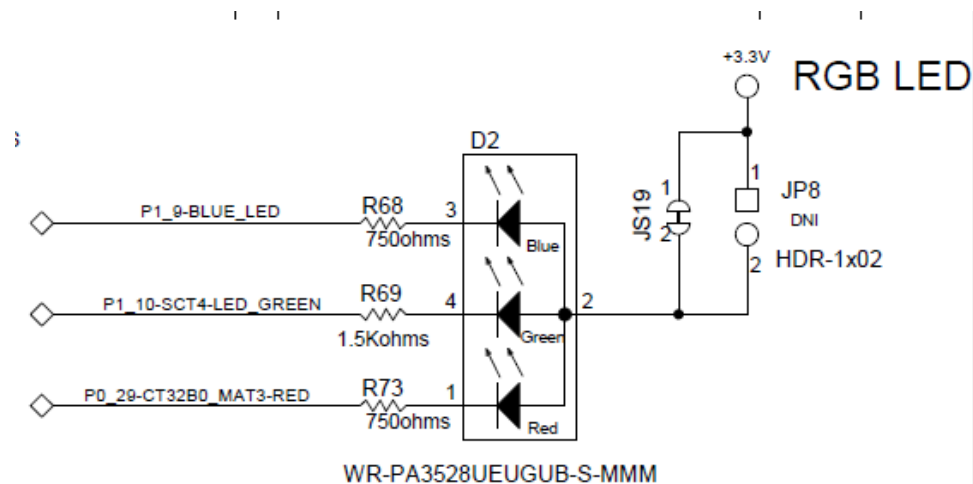 +3.3V
RGB LED
D2
P1_9-BLUE_LED
R68
750ohms
3
Blue
1
JS19
2
1
JP8
DNI
2
HDR-1x02
P1_10-SCT4-LED_GREEN
R69
1.5Kohms
4
Green
2
P0_29-CT32B0_MAT3-RED
R73
750ohms
1
Red
WR-PA3528UEUGUB-S-MMM